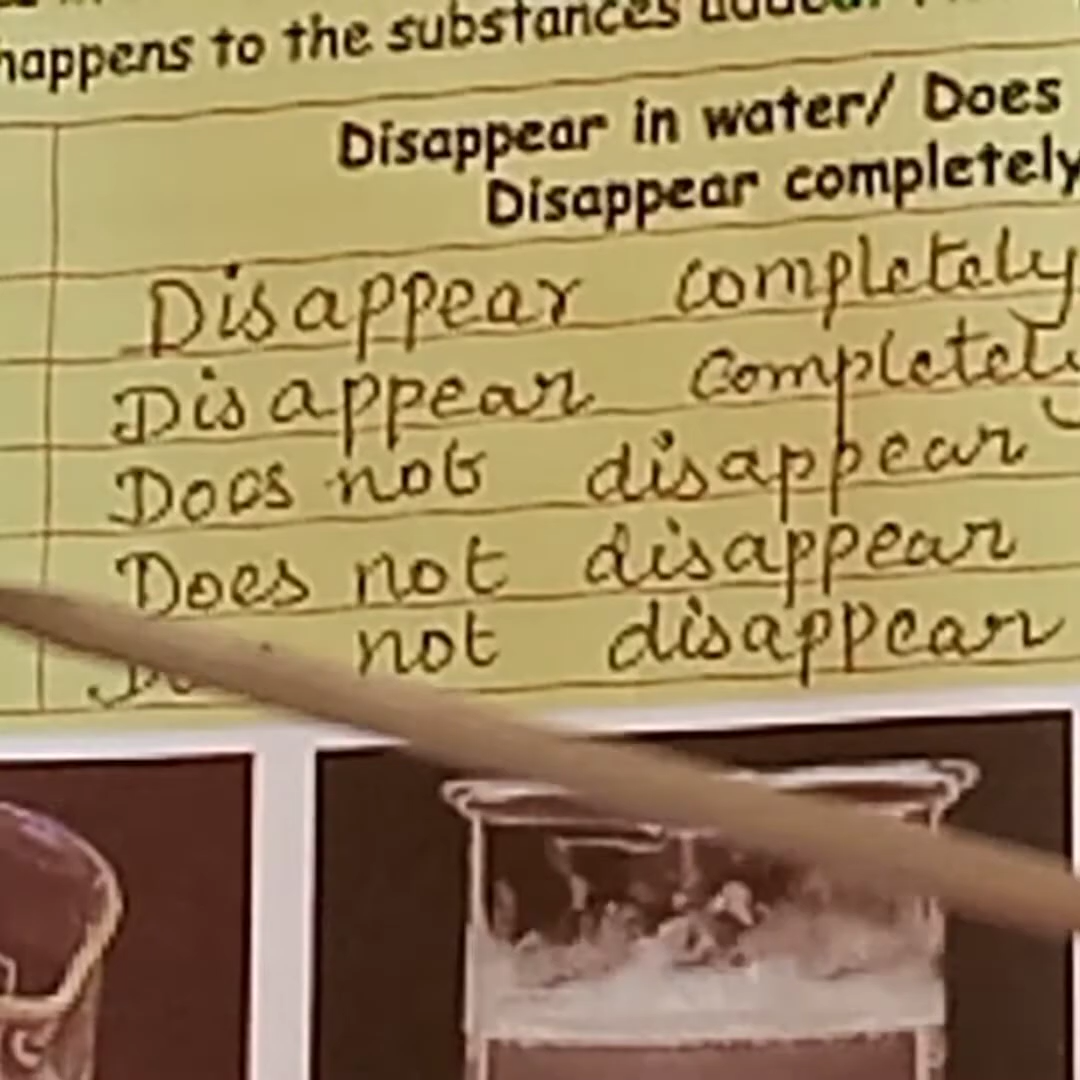 happens to the substances
Disappear in water/ Does
Disappear completely
Disappear completely
Disappear completely
Does not disappear
Does not disappear
not disappear